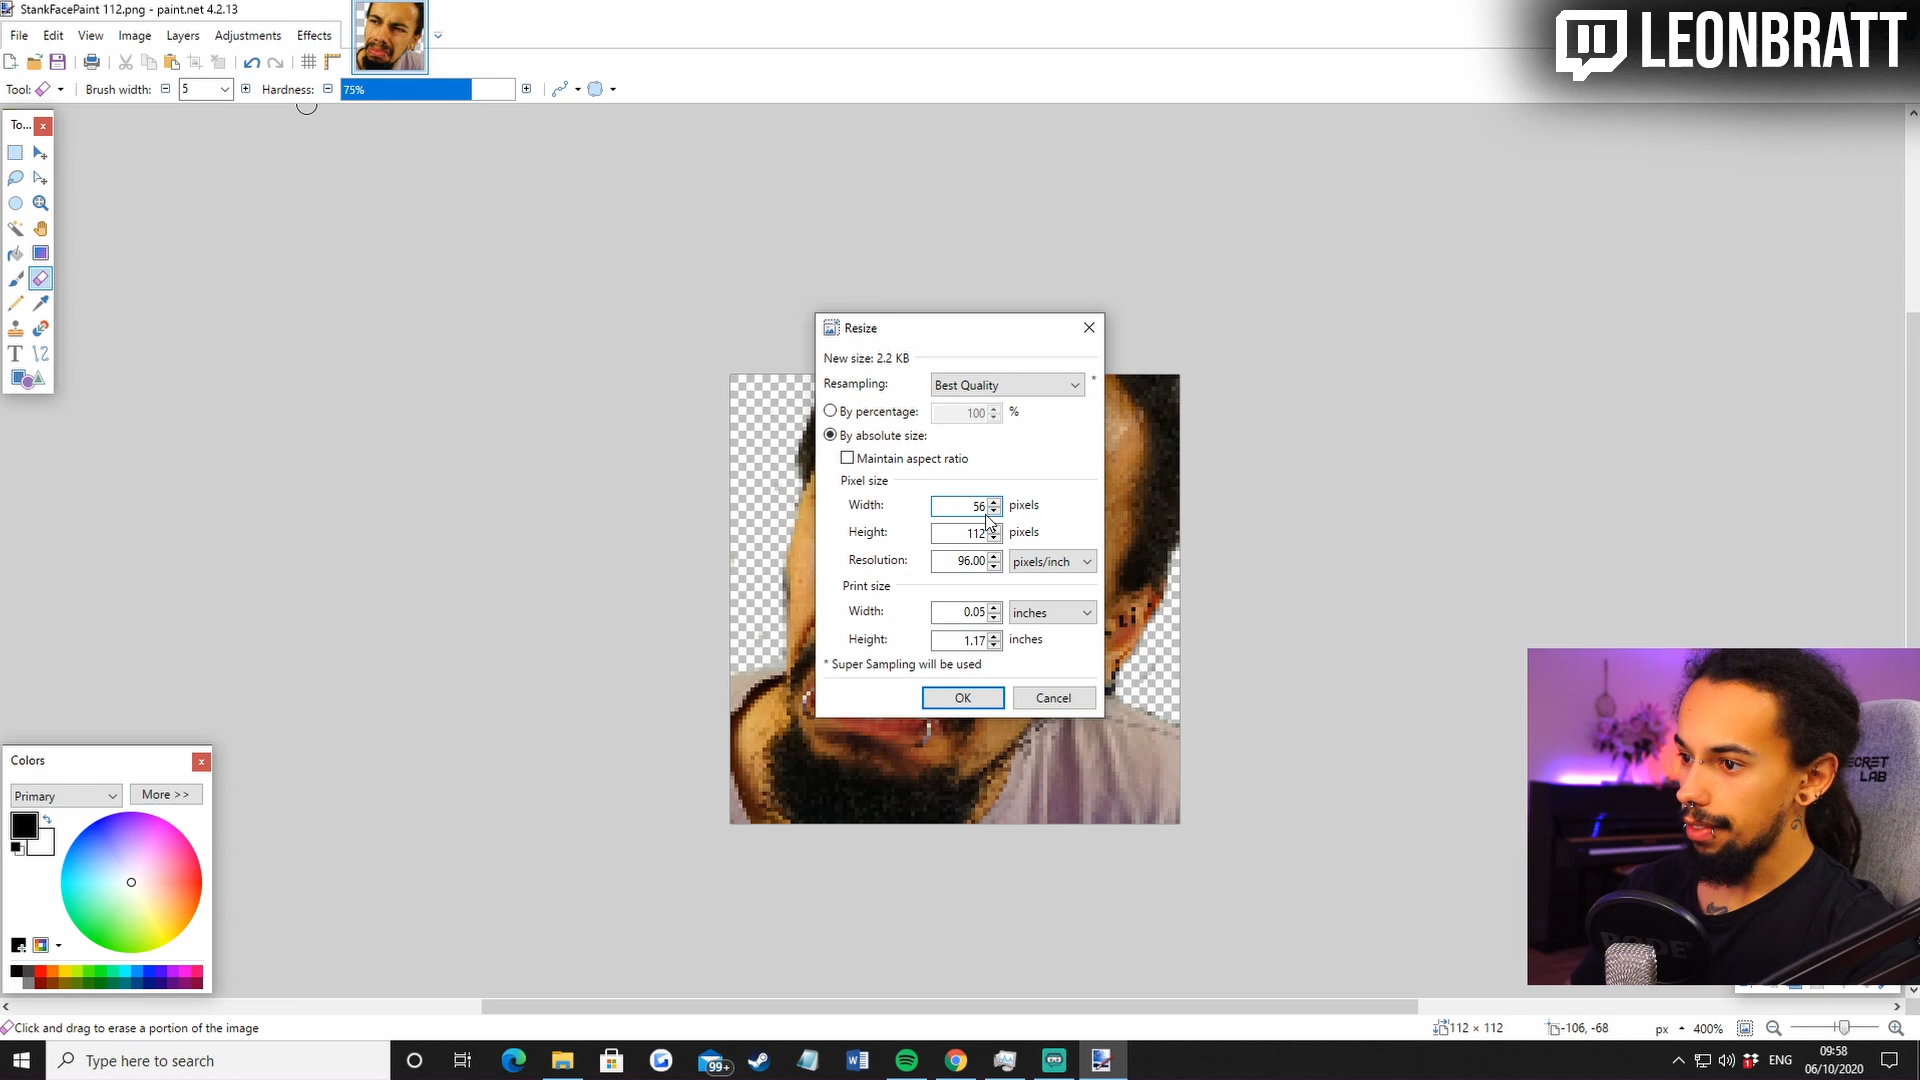 StankFacePaint 112.png - paint.net 4.2.13
LEONBRATT
File Edit View Image Layers Adjustments Effects
Tool: Brush width: 5 Hardness: 75%
To...
T
Resize
New size: 2.2 KB
Resampling: Best Quality *
By percentage: 100 %
By absolute size:
Maintain aspect ratio
Pixel size
Width: 56 pixels
Height: 112 pixels
Resolution: 96.00 pixels/inch
Print size
Width: 0.05 inches
Height: 1.17 inches
* Super Sampling will be used
OK Cancel
Colors
Primary More >>
SECRET
LAB
RODE
Click and drag to erase a portion of the image
112 × 112 -106, -68 px 400%
Type here to search
99+
ENG
09:58
06/10/2020